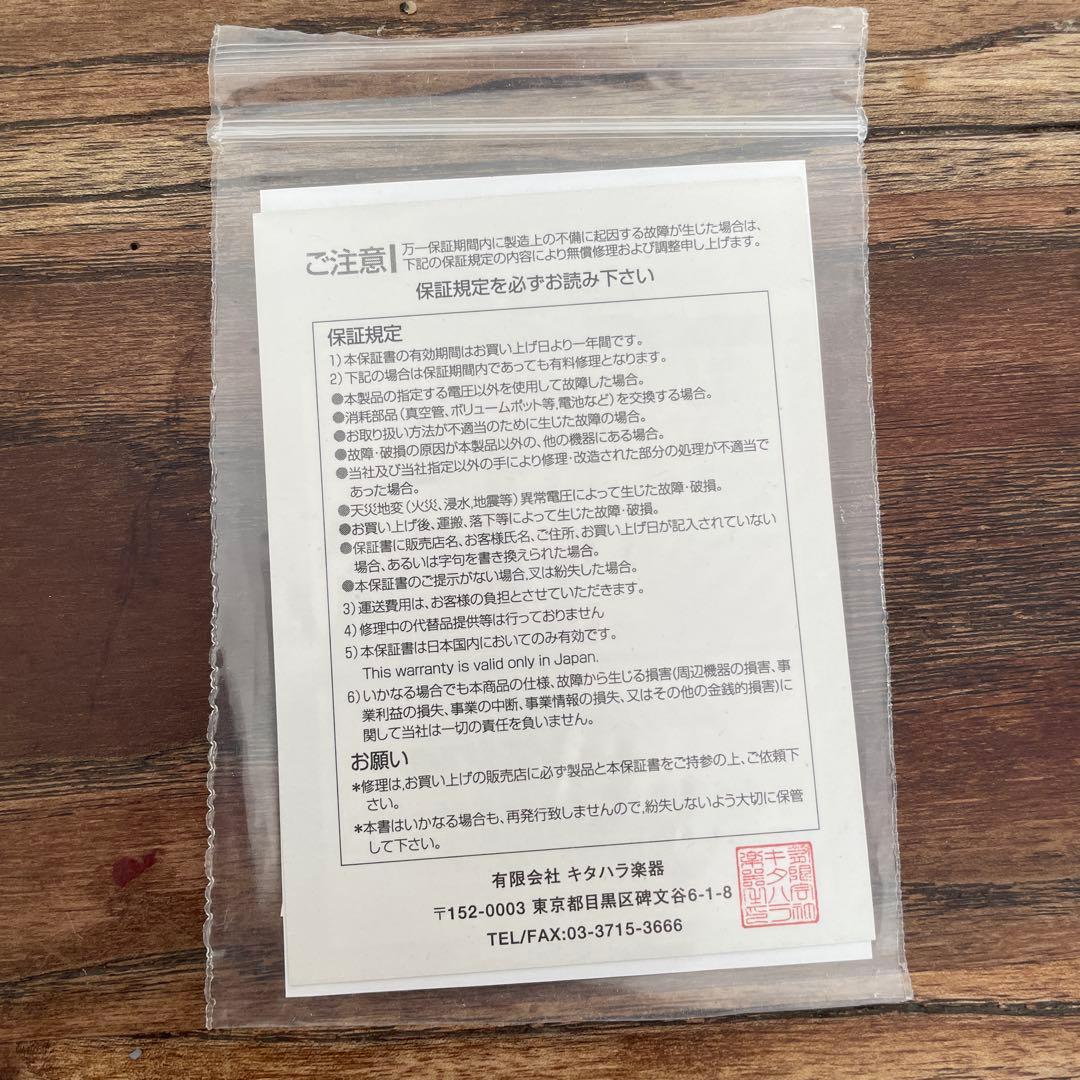 ご注意
万一保証期間内に製造上の不備に起因する故障が生じた場合は、
下記の保証規定の内容により無償修理および調整申し上げます。
保証規定を必ずお読み下さい
保証規定
1)本保証書の有効期間はお買い上げ日より一年間です。
2)下記の場合は保証期間内であっても有料修理となります。
●本製品の指定する電圧以外を使用して故障した場合。
●消耗部品(真空管、ボリュームポット等,電池など)を交換する場合。
●お取り扱い方法が不適当のために生じた故障の場合。
●故障・破損の原因が本製品以外の、他の機器にある場合。
●当社及び当社指定以外の手により修理・改造された部分の処理が不適当で
あった場合。
●天災地変(火災、浸水,地震等)異常電圧によって生じた故障・破損。
●お買い上げ後、運搬、落下等によって生じた故障・破損。
●保証書に販売店名、お客様氏名、ご住所、お買い上げ日が記入されていない
場合、あるいは字句を書き換えられた場合。
●本保証書のご提示がない場合,又は紛失した場合。
3)運送費用は、お客様の負担とさせていただきます。
4)修理中の代替品提供等は行っておりません
5)本保証書は日本国内においてのみ有効です。
This warranty is valid only in Japan.
6)いかなる場合でも本商品の仕様、故障から生じる損害(周辺機器の損害、事
業利益の損失、事業の中断、事業情報の損失、又はその他の金銭的損害)に
関して当社は一切の責任を負いません。
お願い
*修理は,お買い上げの販売店に必ず製品と本保証書をご持参の上、ご依頼下
さい。
*本書はいかなる場合も、再発行致しませんので,紛失しないよう大切に保管
して下さい。
有限会社 キタハラ楽器
〒152-0003 東京都目黒区碑文谷6-1-8
TEL/FAX:03-3715-3666
有限会社
キタハラ
楽器之印